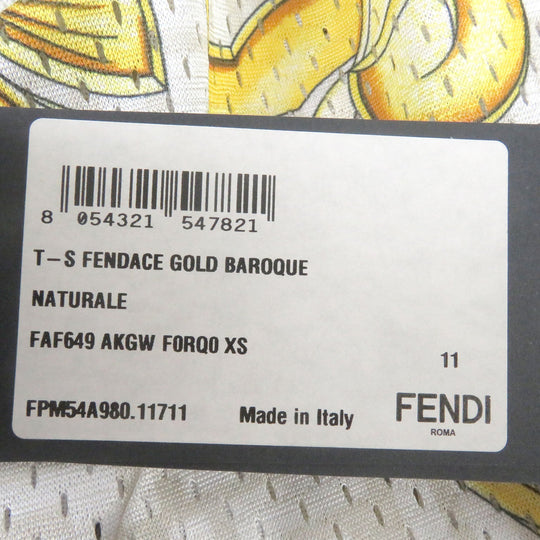 8 054321 547821
T-S FENDACE GOLD BAROQUE
NATURALE
FAF649 AKGW F0RQ0 XS
11
FPM54A980.11711 Made in Italy FENDI
ROMA